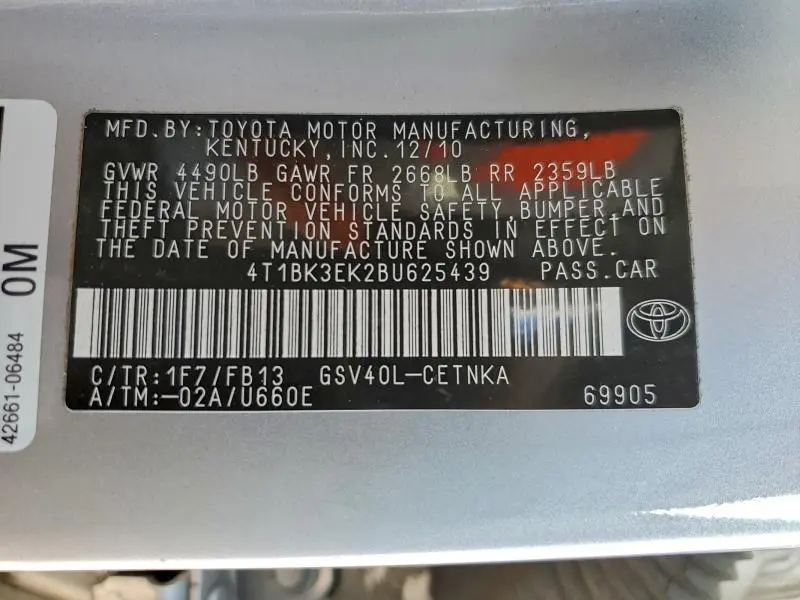 MFD.BY:TOYOTA MOTOR MANUFACTURING,
KENTUCKY,INC.12/10
GVWR 4490LB GAWR FR 2668LB RR 2359LB
THIS VEHICLE CONFORMS TO ALL APPLICABLE
FEDERAL MOTOR VEHICLE SAFETY,BUMPER,AND
THEFT PREVENTION STANDARDS IN EFFECT ON
THE DATE OF MANUFACTURE SHOWN ABOVE.
4T1BK3EK2BU625439 PASS.CAR
C/TR:1F7/FB13 GSV40L-CETNKA
A/TM:-02A/U660E 69905
42661-06484 0M